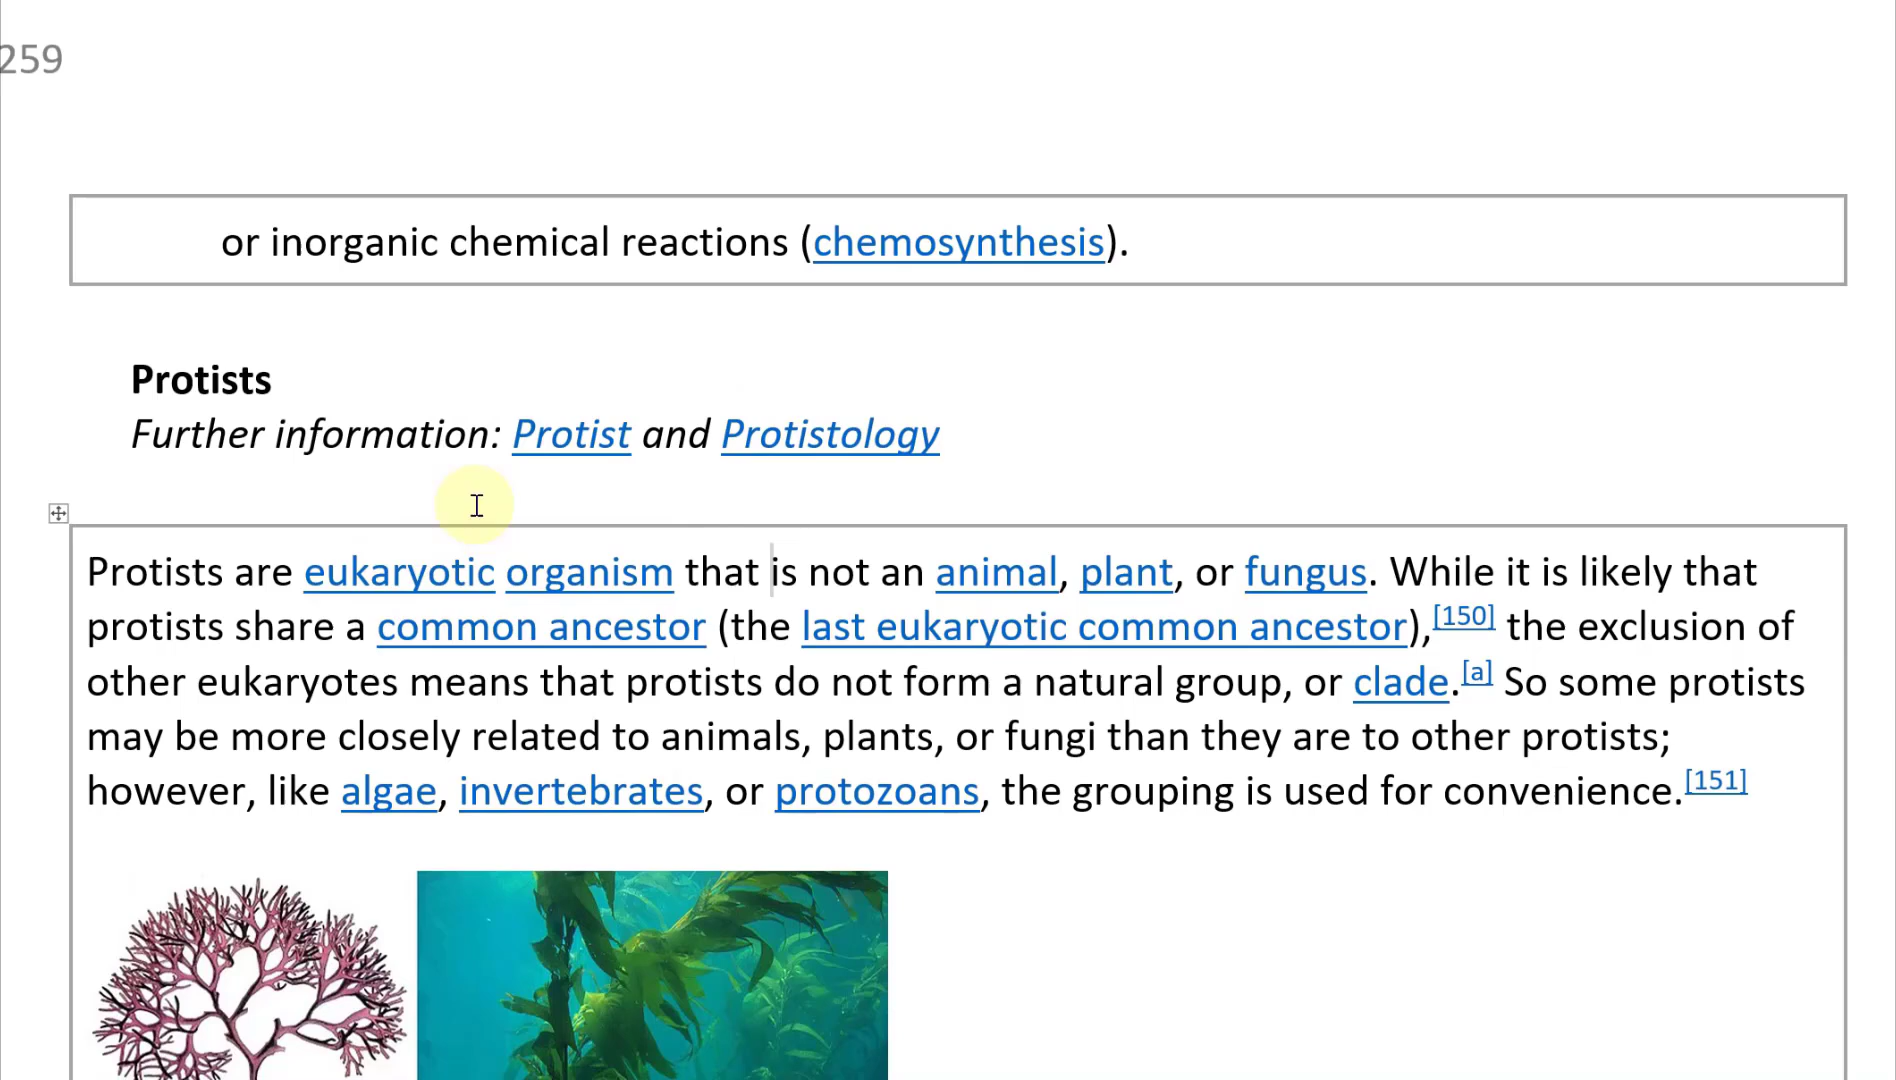 259
or inorganic chemical reactions (chemosynthesis).
Protists
Further information: Protist and Protistology
Protists are eukaryotic organism that is not an animal, plant, or fungus. While it is likely that
protists share a common ancestor (the last eukaryotic common ancestor),[150] the exclusion of
other eukaryotes means that protists do not form a natural group, or clade.[a] So some protists
may be more closely related to animals, plants, or fungi than they are to other protists;
however, like algae, invertebrates, or protozoans, the grouping is used for convenience.[151]